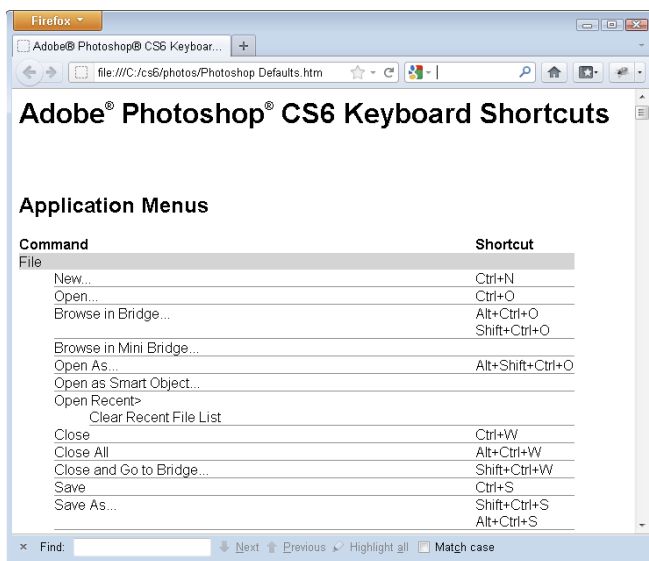 Firefox
Adobe® Photoshop® CS6 Keyboar... +
file:///C:/cs6/photos/Photoshop Defaults.htm
Adobe® Photoshop® CS6 Keyboard Shortcuts
Application Menus
Command Shortcut
File
New... Ctrl+N
Open... Ctrl+O
Browse in Bridge... Alt+Ctrl+O
Shift+Ctrl+O
Browse in Mini Bridge...
Open As... Alt+Shift+Ctrl+O
Open as Smart Object...
Open Recent>
Clear Recent File List
Close Ctrl+W
Close All Alt+Ctrl+W
Close and Go to Bridge... Shift+Ctrl+W
Save Ctrl+S
Save As... Shift+Ctrl+S
Alt+Ctrl+S
× Find: Next Previous Highlight all Match case